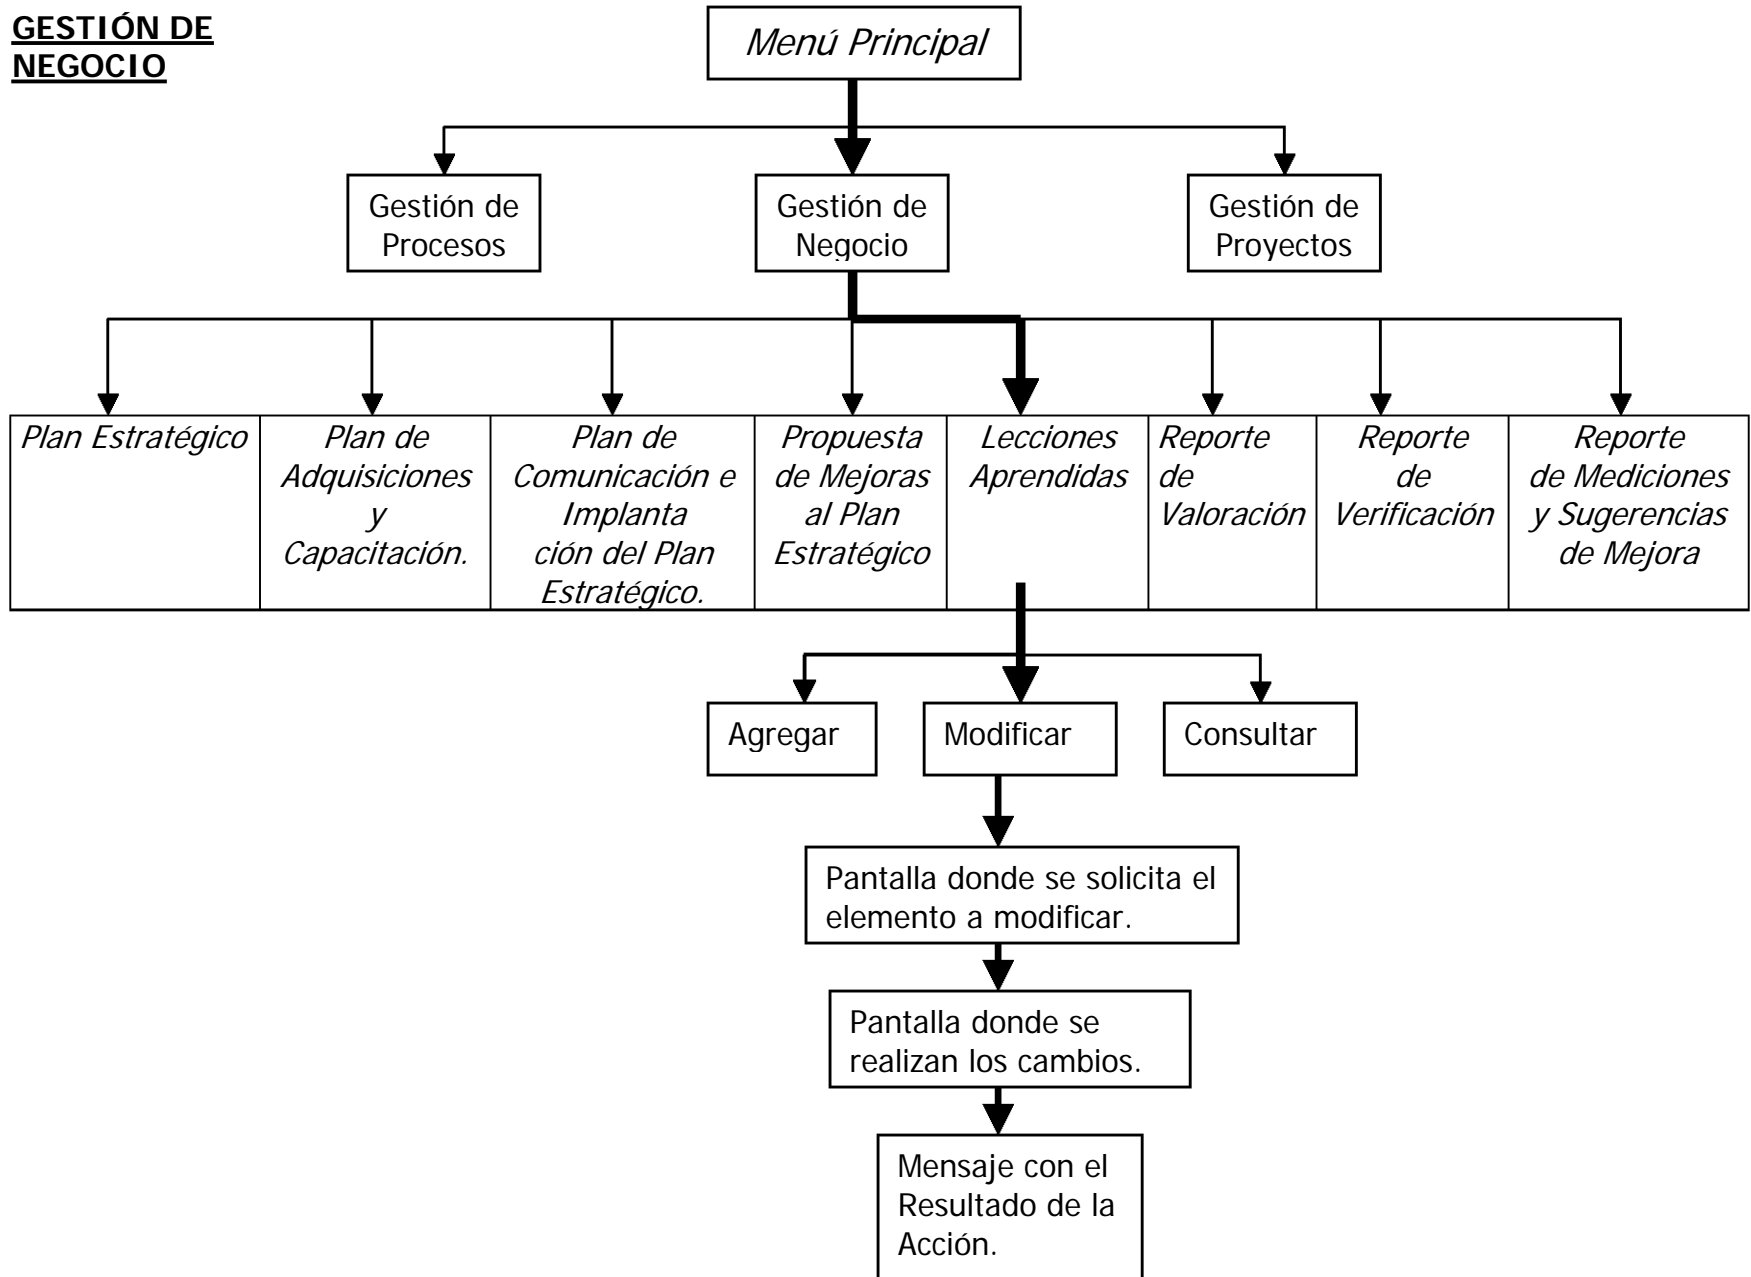 GESTIÓN DE
NEGOCIO
Menú Principal
Gestión de
Procesos
Gestión de
Negocio
Gestión de
Proyectos
Plan Estratégico
Plan de
Adquisiciones
y
Capacitación.
Plan de
Comunicación e
Implanta
ción del Plan
Estratégico.
Propuesta
de Mejoras
al Plan
Estratégico
Lecciones
Aprendidas
Reporte
de
Valoración
Reporte
de
Verificación
Reporte
de Mediciones
y Sugerencias
de Mejora
Agregar
Modificar
Consultar
Pantalla donde se solicita el
elemento a modificar.
Pantalla donde se
realizan los cambios.
Mensaje con el
Resultado de la
Acción.